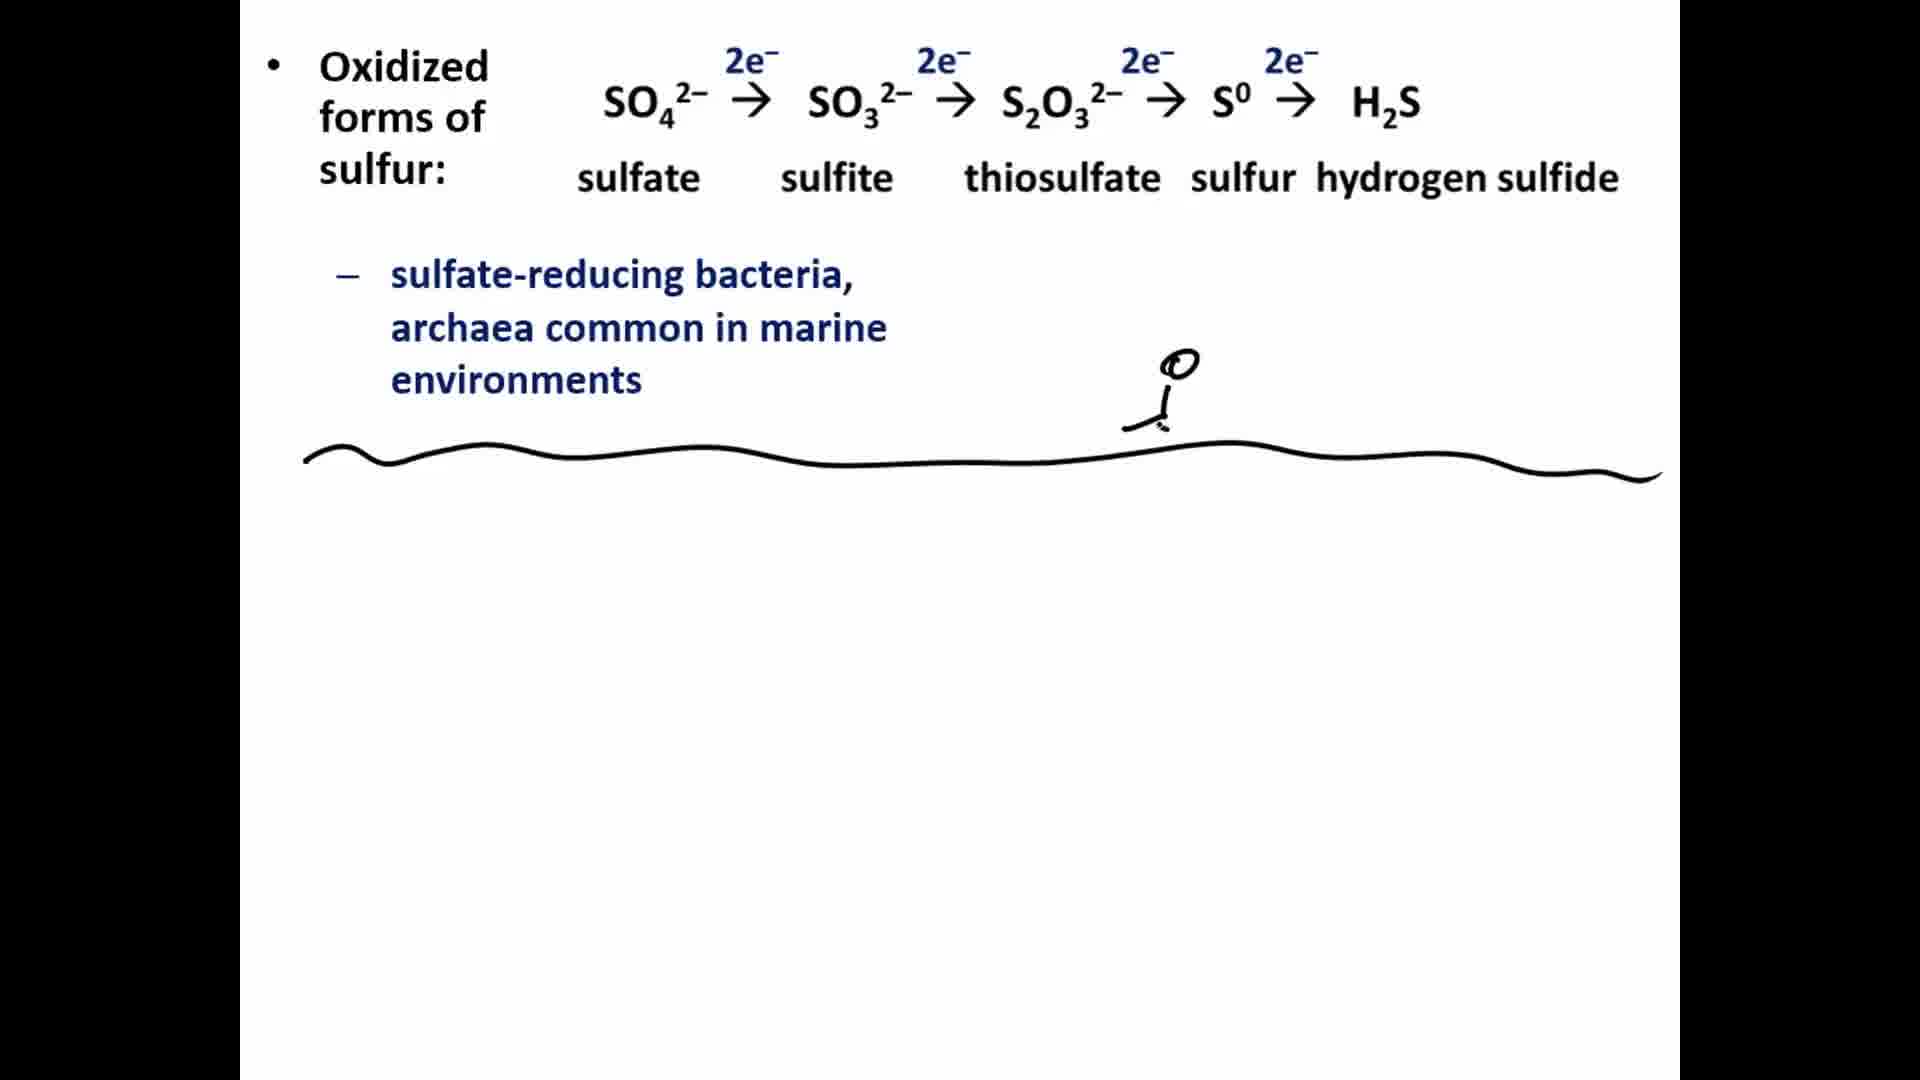 • Oxidized forms of sulfur:
2e⁻ 2e⁻ 2e⁻ 2e⁻
SO₄²⁻ → SO₃²⁻ → S₂O₃²⁻ → S⁰ → H₂S
sulfate sulfite thiosulfate sulfur hydrogen sulfide
– sulfate-reducing bacteria,
archaea common in marine
environments